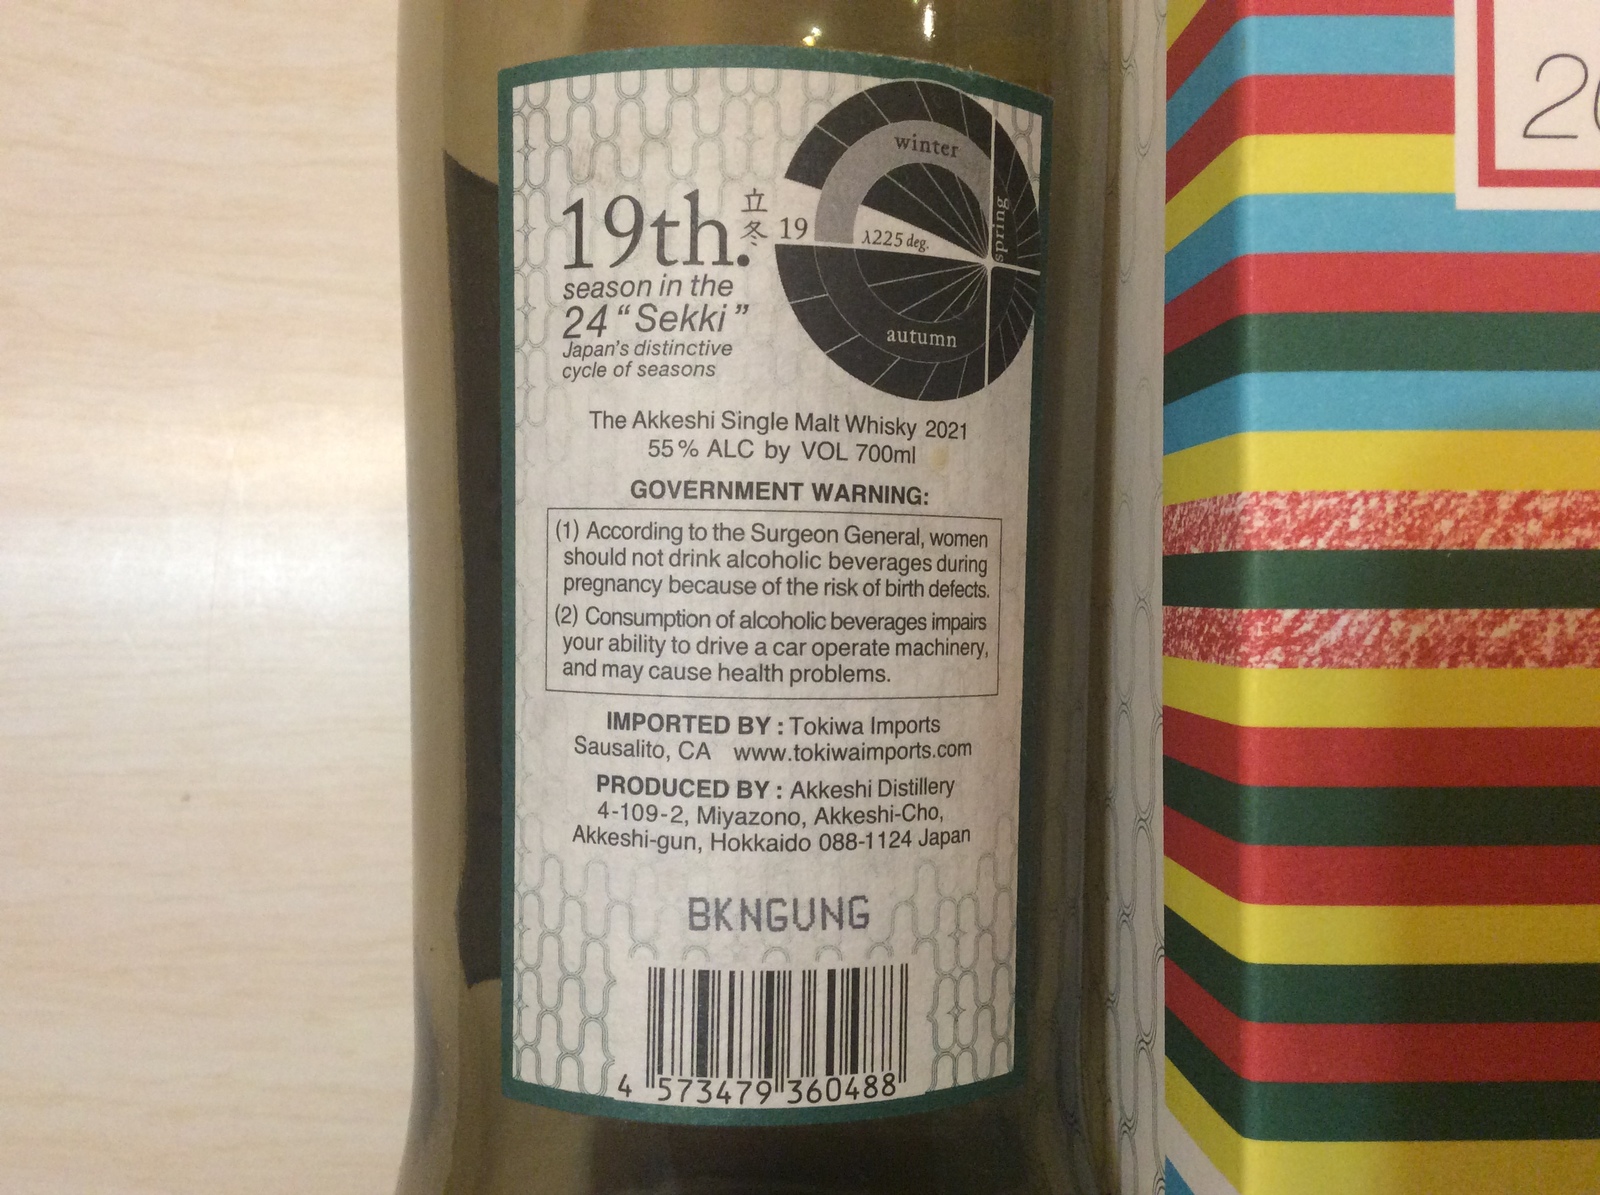 19th.
立冬
season in the
24 “Sekki”
Japan's distinctive
cycle of seasons
19
winter
spring
λ225 deg.
autumn
The Akkeshi Single Malt Whisky 2021
55% ALC by VOL 700ml
GOVERNMENT WARNING:
(1) According to the Surgeon General, women
should not drink alcoholic beverages during
pregnancy because of the risk of birth defects.
(2) Consumption of alcoholic beverages impairs
your ability to drive a car operate machinery,
and may cause health problems.
IMPORTED BY : Tokiwa Imports
Sausalito, CA www.tokiwaimports.com
PRODUCED BY : Akkeshi Distillery
4-109-2, Miyazono, Akkeshi-Cho,
Akkeshi-gun, Hokkaido 088-1124 Japan
BKNGUNG
4 573479 360488